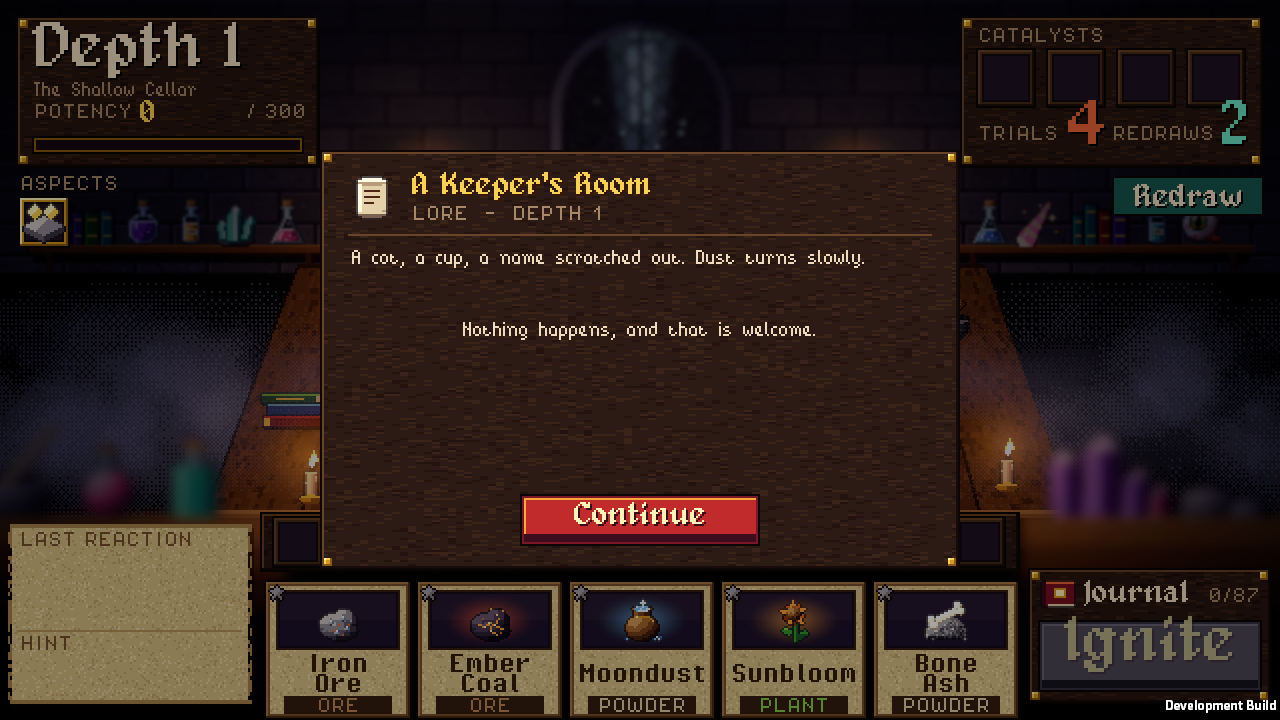 Depth 1
The Shallow Cellar
POTENCY 0 / 300
ASPECTS
CATALYSTS
TRIALS 4 REDRAWS 2
Redraw
A Keeper's Room
LORE - DEPTH 1
A cot, a cup, a name scratched out. Dust turns slowly.
Nothing happens, and that is welcome.
Continue
LAST REACTION
HINT
Iron
Ore
ORE
Ember
Coal
ORE
Moondust
POWDER
Sunbloom
PLANT
Bone
Ash
POWDER
Journal 0/87
Ignite
Development Build